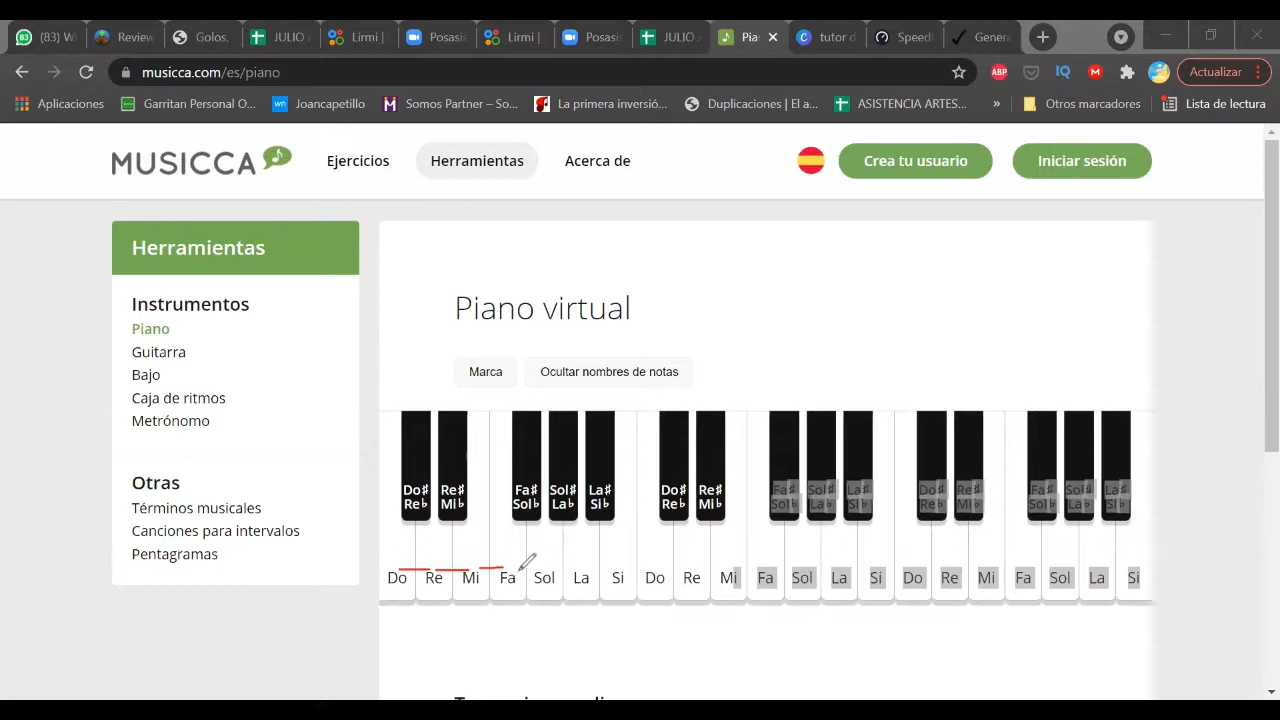 (83) W
Review
Golos,
JULIO /
Lirmi |
Posasis
Lirmi |
Posasis
JULIO /
Pia
tutor d
Speed
Genera
musicca.com/es/piano
ABP
IQ
M
Actualizar
Aplicaciones
Garritan Personal O...
wn Joancapetillo
Somos Partner – So...
La primera inversió...
Duplicaciones | El a...
ASISTENCIA ARTES...
»
Otros marcadores
Lista de lectura
MUSICCA
Ejercicios
Herramientas
Acerca de
Crea tu usuario
Iniciar sesión
Herramientas
Instrumentos
Piano
Guitarra
Bajo
Caja de ritmos
Metrónomo
Otras
Términos musicales
Canciones para intervalos
Pentagramas
Piano virtual
Marca
Ocultar nombres de notas
Do♯ Re♯ Fa♯ Sol♯ La♯ Do♯ Re♯ Fa♯ Sol♯ La♯ Do♯ Re♯ Fa♯ Sol♯ La♯
Re♭ Mi♭ Sol♭ La♭ Si♭ Re♭ Mi♭ Sol♭ La♭ Si♭ Re♭ Mi♭ Sol♭ La♭ Si♭
Do Re Mi Fa Sol La Si Do Re Mi Fa Sol La Si Do Re Mi Fa Sol La Si